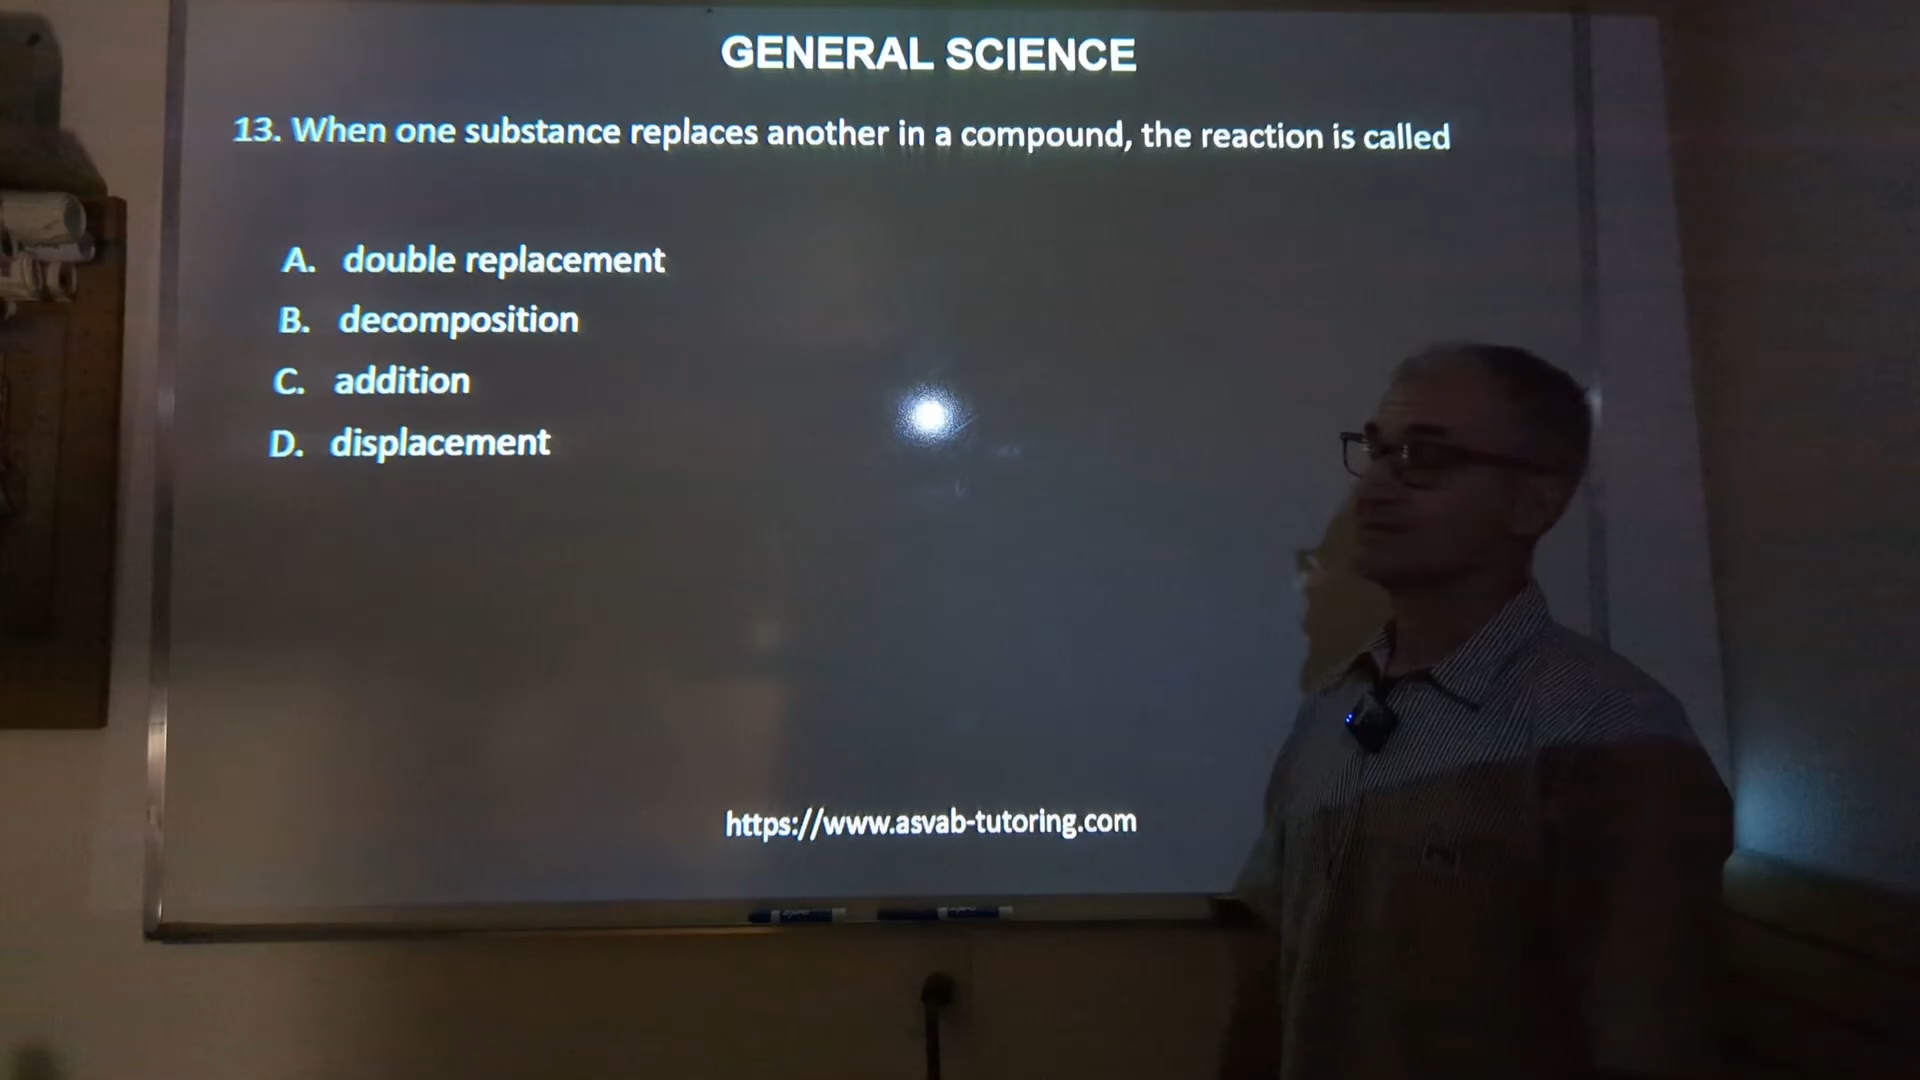 GENERAL SCIENCE
13. When one substance replaces another in a compound, the reaction is called
A. double replacement
B. decomposition
C. addition
D. displacement
https://www.asvab-tutoring.com